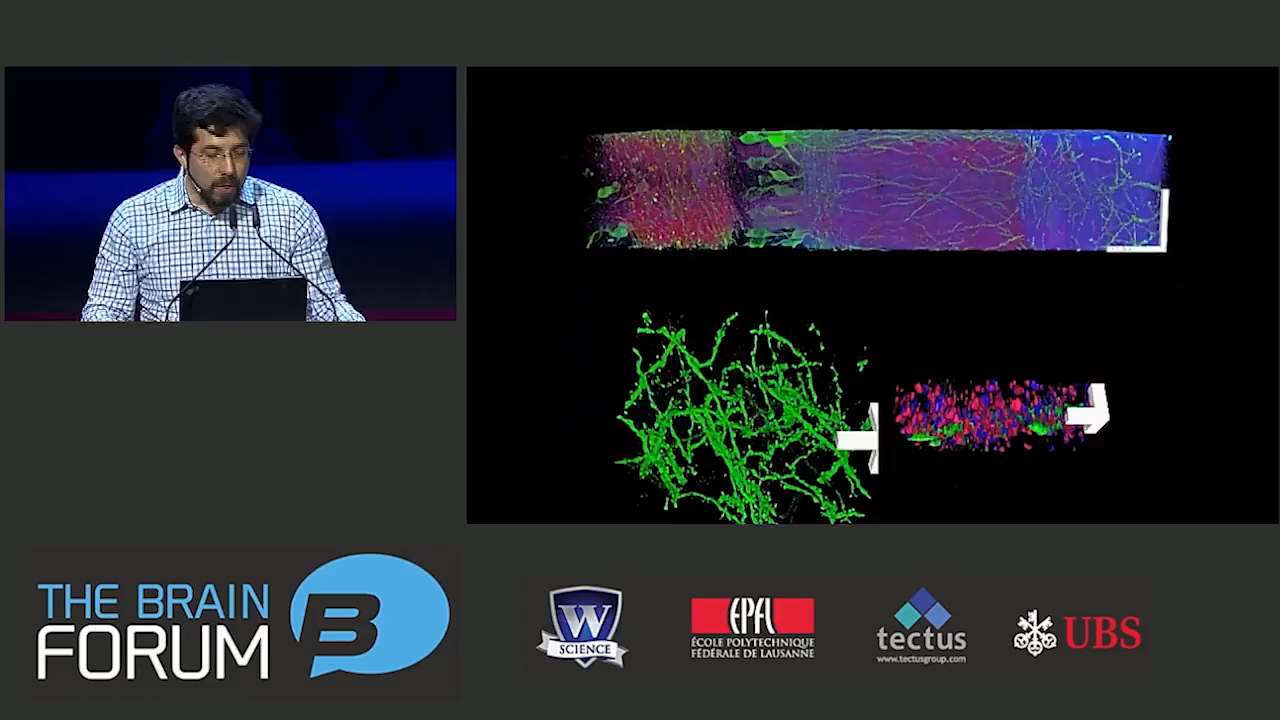 THE BRAIN
FORUM
B
W
SCIENCE
EPFL
ÉCOLE POLYTECHNIQUE
FÉDÉRALE DE LAUSANNE
tectus
www.tectusgroup.com
UBS